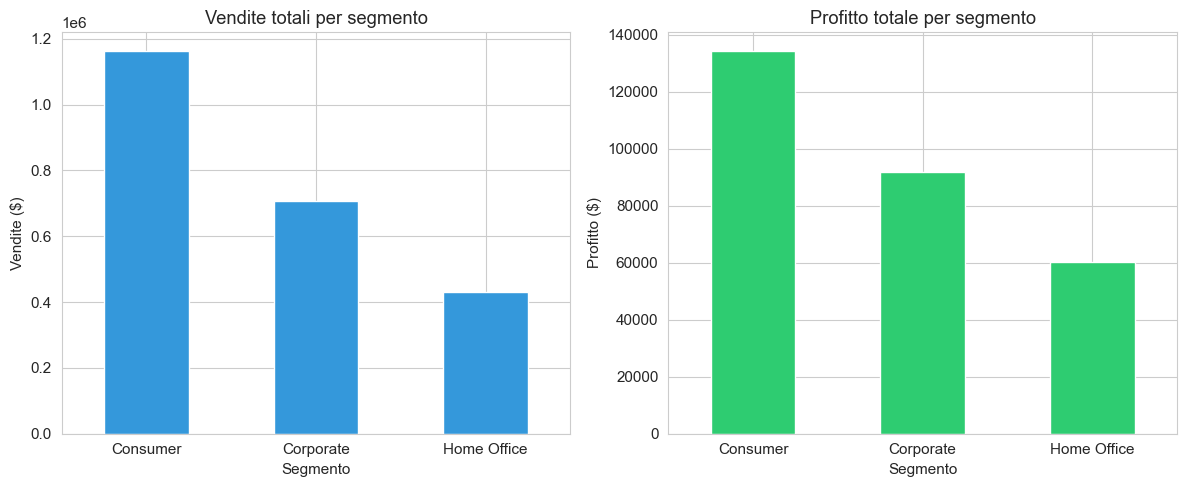 Vendite totali per segmento
1e6
1.2
1.0
0.8
0.6
0.4
0.2
0.0
Vendite ($)
Consumer Corporate Home Office
Segmento
Profitto totale per segmento
140000
120000
100000
80000
60000
40000
20000
0
Profitto ($)
Consumer Corporate Home Office
Segmento